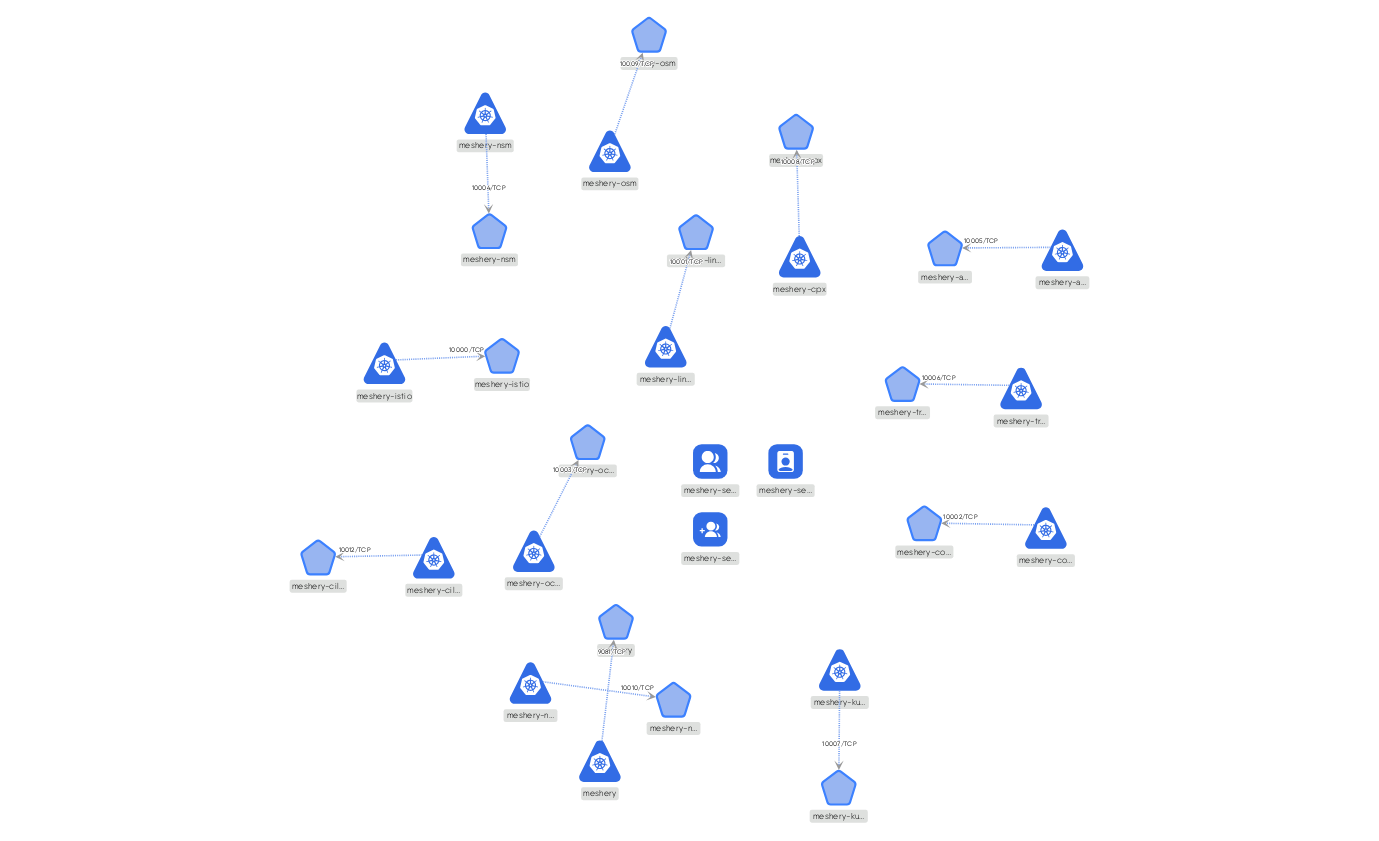 meshery-nsm
10004/TCP
meshery-nsm
10009/TCP
-osm
meshery-osm
10008/TCP
meshery-cpx
10001/TCP
-lin...
meshery-lin...
10005/TCP
meshery-a...
meshery-a...
10000/TCP
meshery-istio
meshery-istio
10006/TCP
meshery-tr...
meshery-tr...
10003/TCP
ry-oc...
meshery-oc...
meshery-se...
meshery-se...
meshery-se...
10002/TCP
meshery-co...
meshery-co...
10012/TCP
meshery-cil...
meshery-cil...
9081/TCP
meshery-n...
10010/TCP
meshery-n...
meshery
meshery-ku...
10007/TCP
meshery-ku...